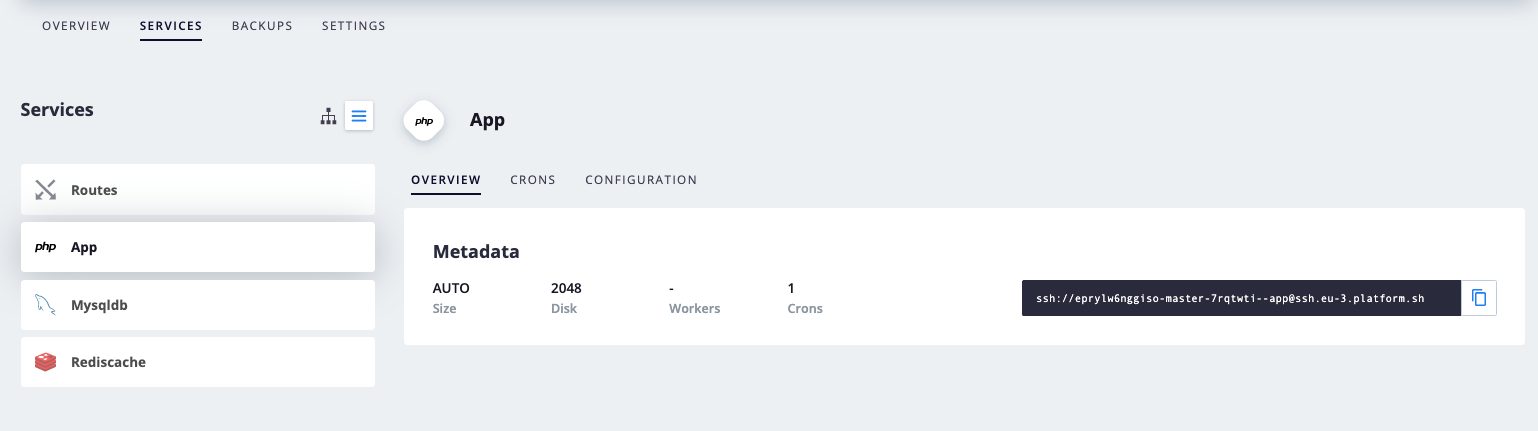 OVERVIEW SERVICES BACKUPS SETTINGS
Services
php App
OVERVIEW CRONS CONFIGURATION
Routes
php App
Mysqldb
Rediscache
Metadata
AUTO 2048 - 1
Size Disk Workers Crons
ssh://eprylw6nggiso-master-7rqtwti--app@ssh.eu-3.platform.sh